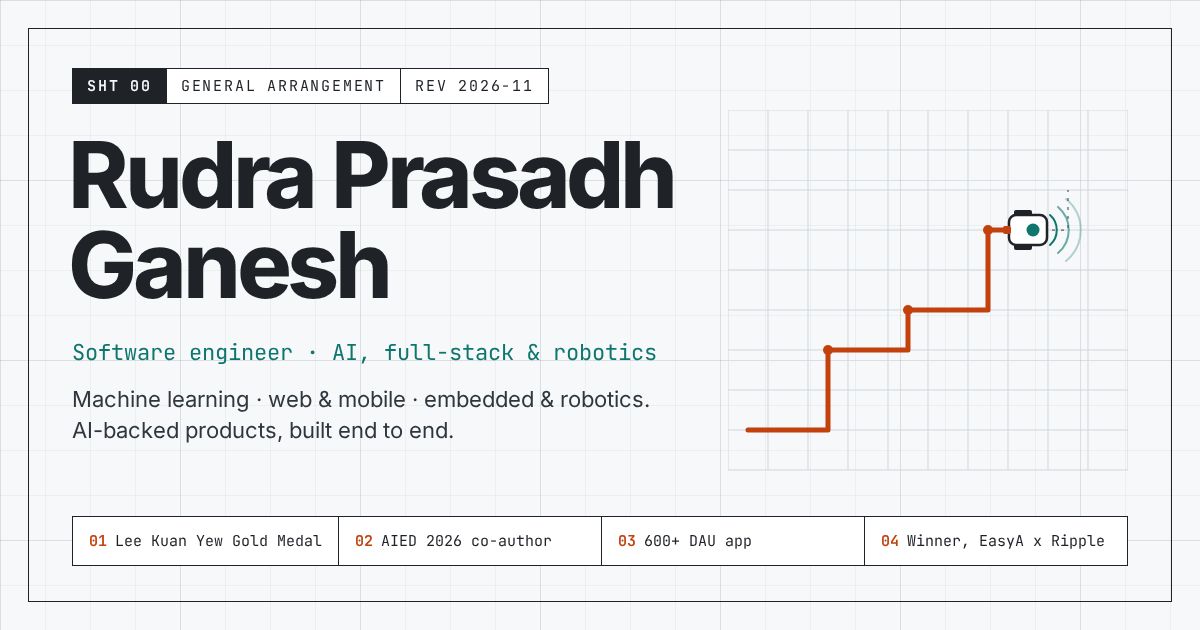 SHT 00 GENERAL ARRANGEMENT REV 2026-11
Rudra Prasadh
Ganesh
Software engineer · AI, full-stack & robotics
Machine learning · web & mobile · embedded & robotics.
AI-backed products, built end to end.
01 Lee Kuan Yew Gold Medal 02 AIED 2026 co-author 03 600+ DAU app 04 Winner, EasyA x Ripple